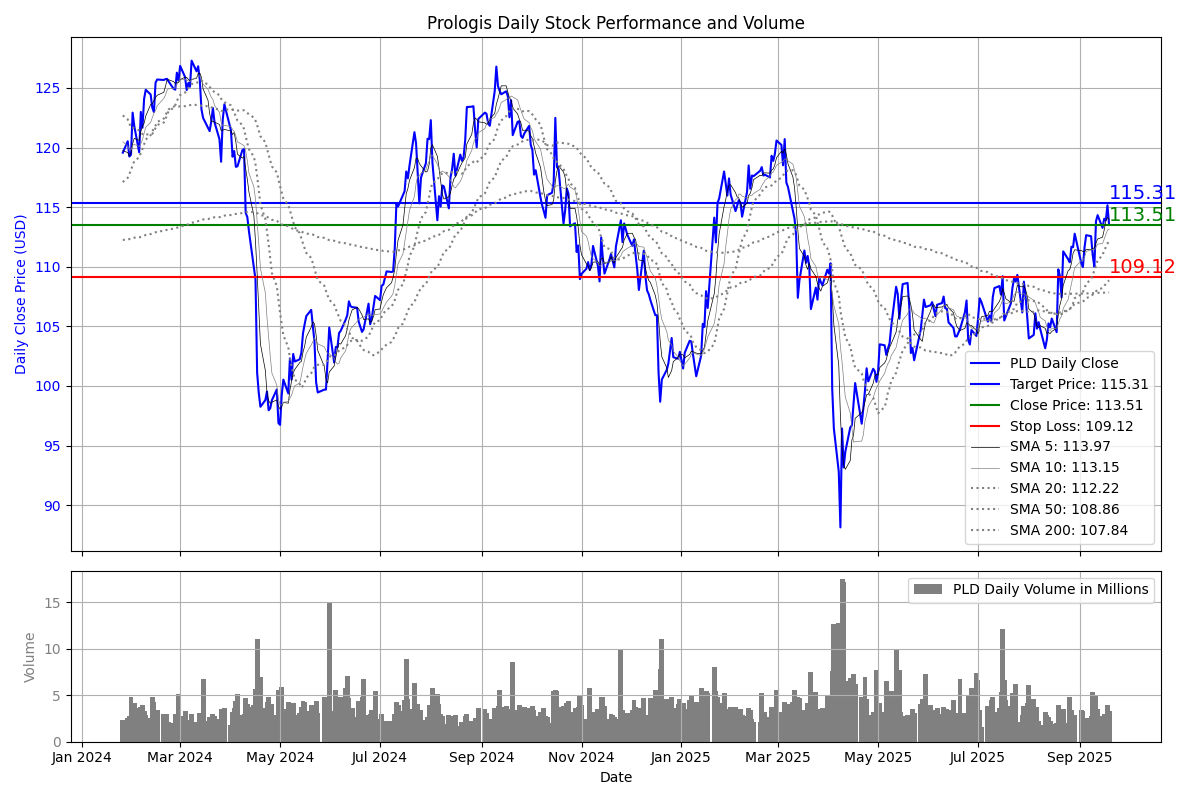 Prologis Daily Stock Performance and Volume
Daily Close Price (USD)
125
120
115
110
105
100
95
90
115.31
113.51
109.12
PLD Daily Close
Target Price: 115.31
Close Price: 113.51
Stop Loss: 109.12
SMA 5: 113.97
SMA 10: 113.15
SMA 20: 112.22
SMA 50: 108.86
SMA 200: 107.84
Volume
15
10
5
0
PLD Daily Volume in Millions
Jan 2024 Mar 2024 May 2024 Jul 2024 Sep 2024 Nov 2024 Jan 2025 Mar 2025 May 2025 Jul 2025 Sep 2025
Date